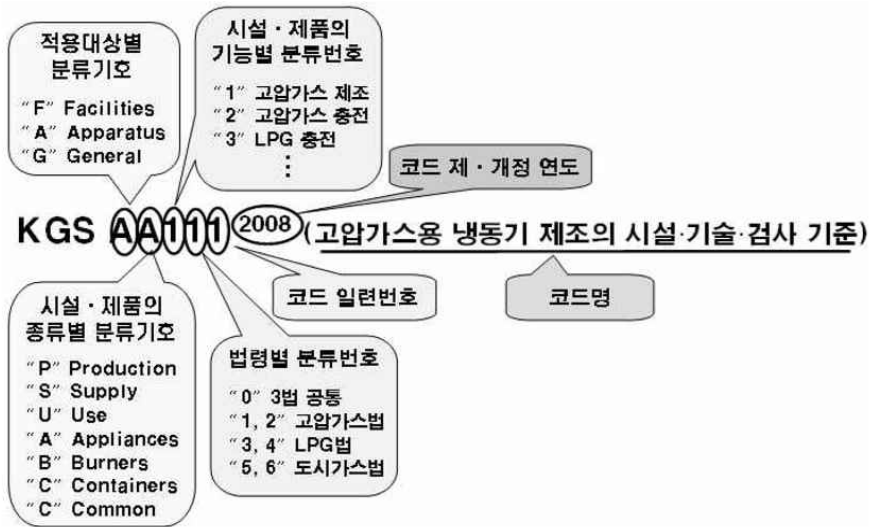 적용대상별
분류기호
"F" Facilities
"A" Apparatus
"G" General
시설·제품의
기능별 분류번호
"1" 고압가스 제조
"2" 고압가스 충전
"3" LPG 충전
⋮
코드 제·개정 연도
KGS AA111 2008 (고압가스용 냉동기 제조의 시설·기술·검사 기준)
시설·제품의
종류별 분류기호
"P" Production
"S" Supply
"U" Use
"A" Appliances
"B" Burners
"C" Containers
"C" Common
법령별 분류번호
"0" 3법 공통
"1, 2" 고압가스법
"3, 4" LPG법
"5, 6" 도시가스법
코드 일련번호
코드명